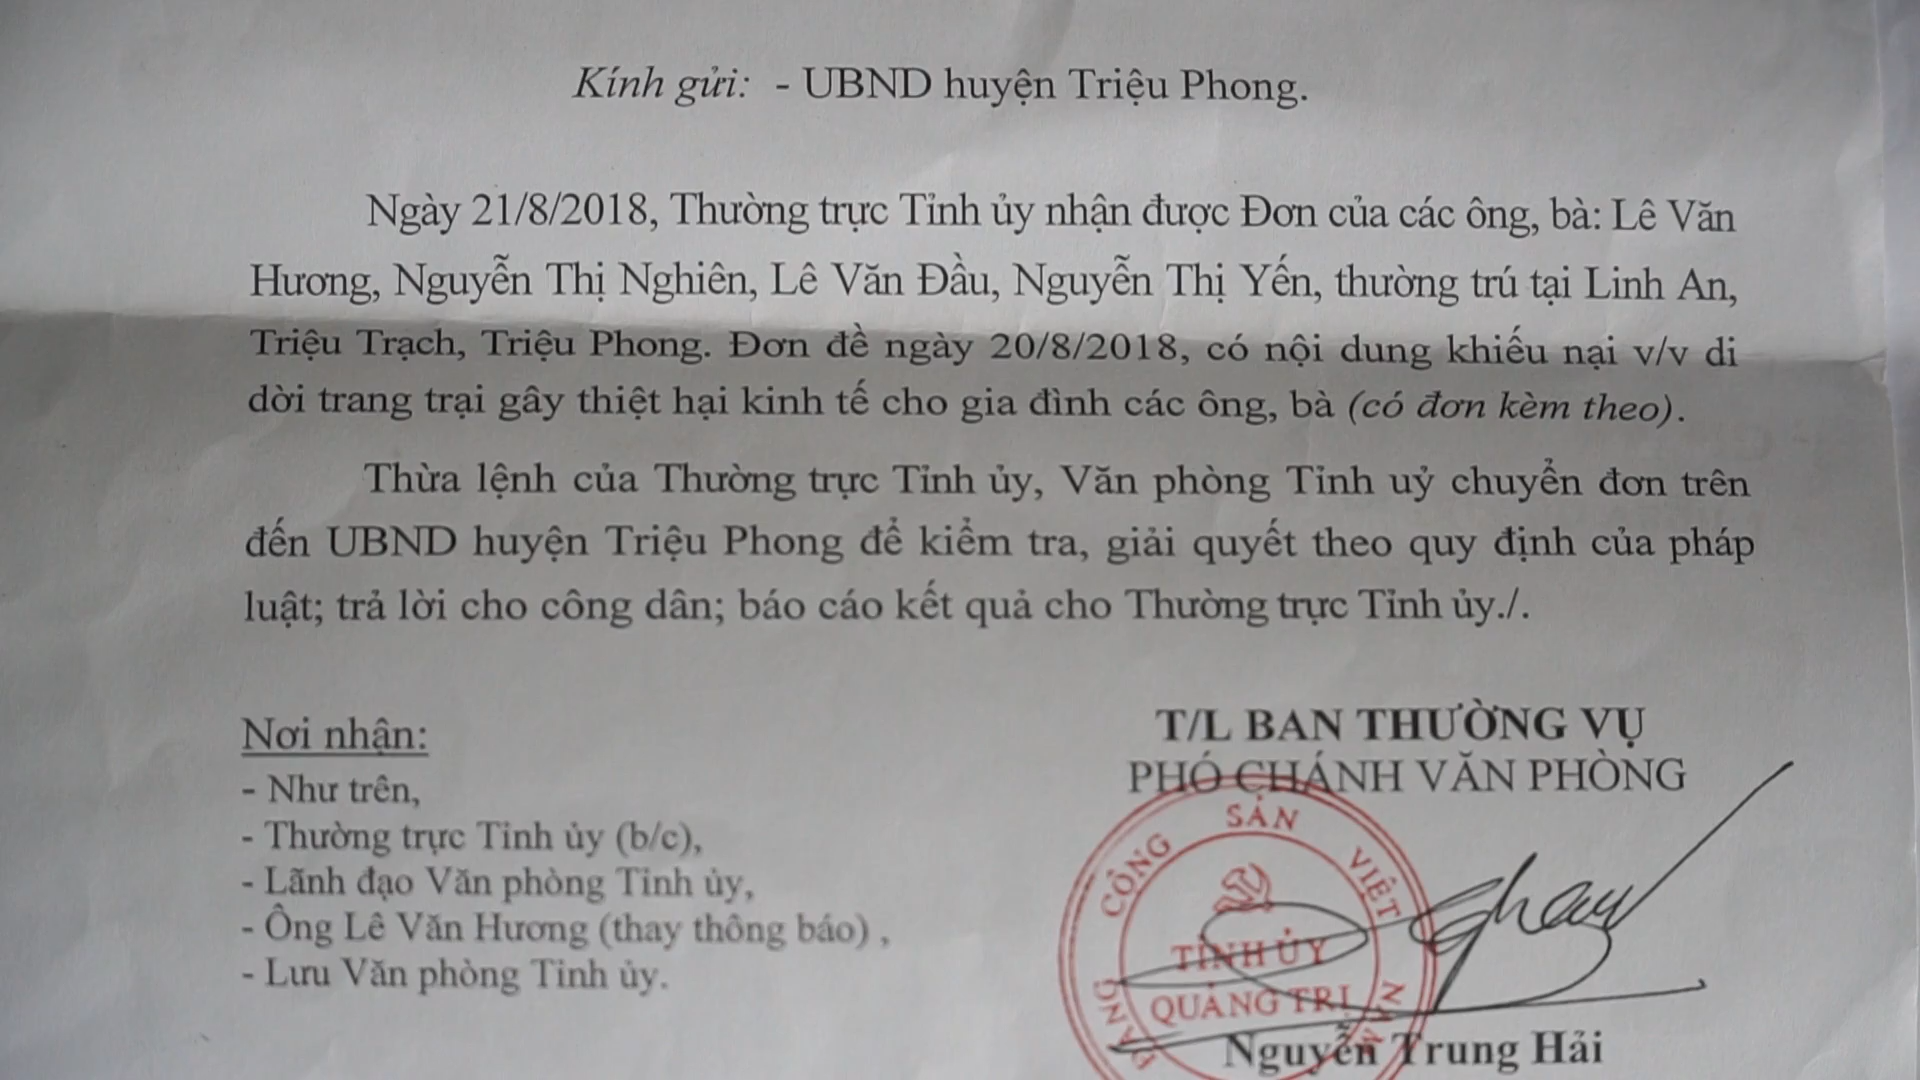 Kính gửi: - UBND huyện Triệu Phong.
Ngày 21/8/2018, Thường trực Tỉnh ủy nhận được Đơn của các ông, bà: Lê Văn
Hương, Nguyễn Thị Nghiên, Lê Văn Đầu, Nguyễn Thị Yến, thường trú tại Linh An,
Triệu Trạch, Triệu Phong. Đơn đề ngày 20/8/2018, có nội dung khiếu nại v/v di
dời trang trại gây thiệt hại kinh tế cho gia đình các ông, bà (có đơn kèm theo).
Thừa lệnh của Thường trực Tỉnh ủy, Văn phòng Tỉnh uỷ chuyển đơn trên
đến UBND huyện Triệu Phong để kiểm tra, giải quyết theo quy định của pháp
luật; trả lời cho công dân; báo cáo kết quả cho Thường trực Tỉnh ủy./.
Nơi nhận:
- Như trên,
- Thường trực Tỉnh ủy (b/c),
- Lãnh đạo Văn phòng Tỉnh ủy,
- Ông Lê Văn Hương (thay thông báo) ,
- Lưu Văn phòng Tỉnh ủy.
T/L BAN THƯỜNG VỤ
PHÓ CHÁNH VĂN PHÒNG
ĐẢNG CỘNG SẢN VIỆT NAM
TỈNH ỦY
QUẢNG TRỊ
Nguyễn Trung Hải